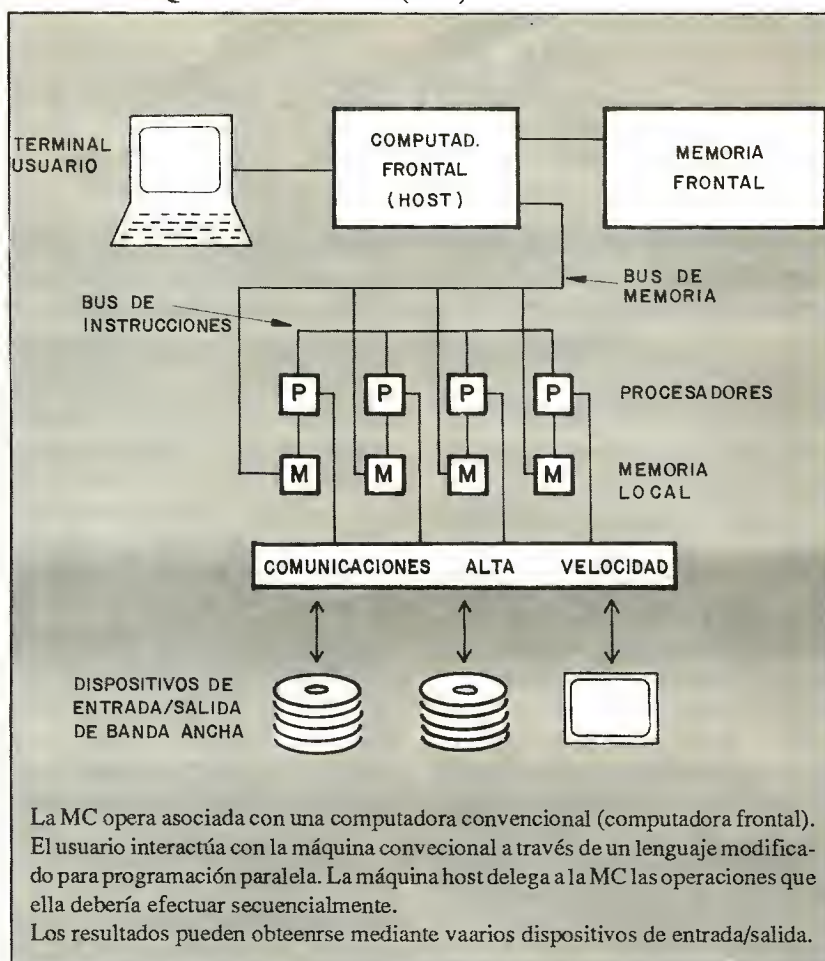 TERMINAL
USUARIO
COMPUTAD.
FRONTAL
(HOST)
MEMORIA
FRONTAL
BUS DE
MEMORIA
BUS DE
INSTRUCCIONES
P P P P
PROCESADORES
M M M M
MEMORIA
LOCAL
COMUNICACIONES ALTA VELOCIDAD
DISPOSITIVOS DE
ENTRADA/SALIDA
DE BANDA ANCHA
La MC opera asociada con una computadora convencional (computadora frontal).
El usuario interactúa con la máquina convecional a través de un lenguaje modifica-
do para programación paralela. La máquina host delega a la MC las operaciones que
ella debería efectuar secuencialmente.
Los resultados pueden obteenrse mediante vaarios dispositivos de entrada/salida.